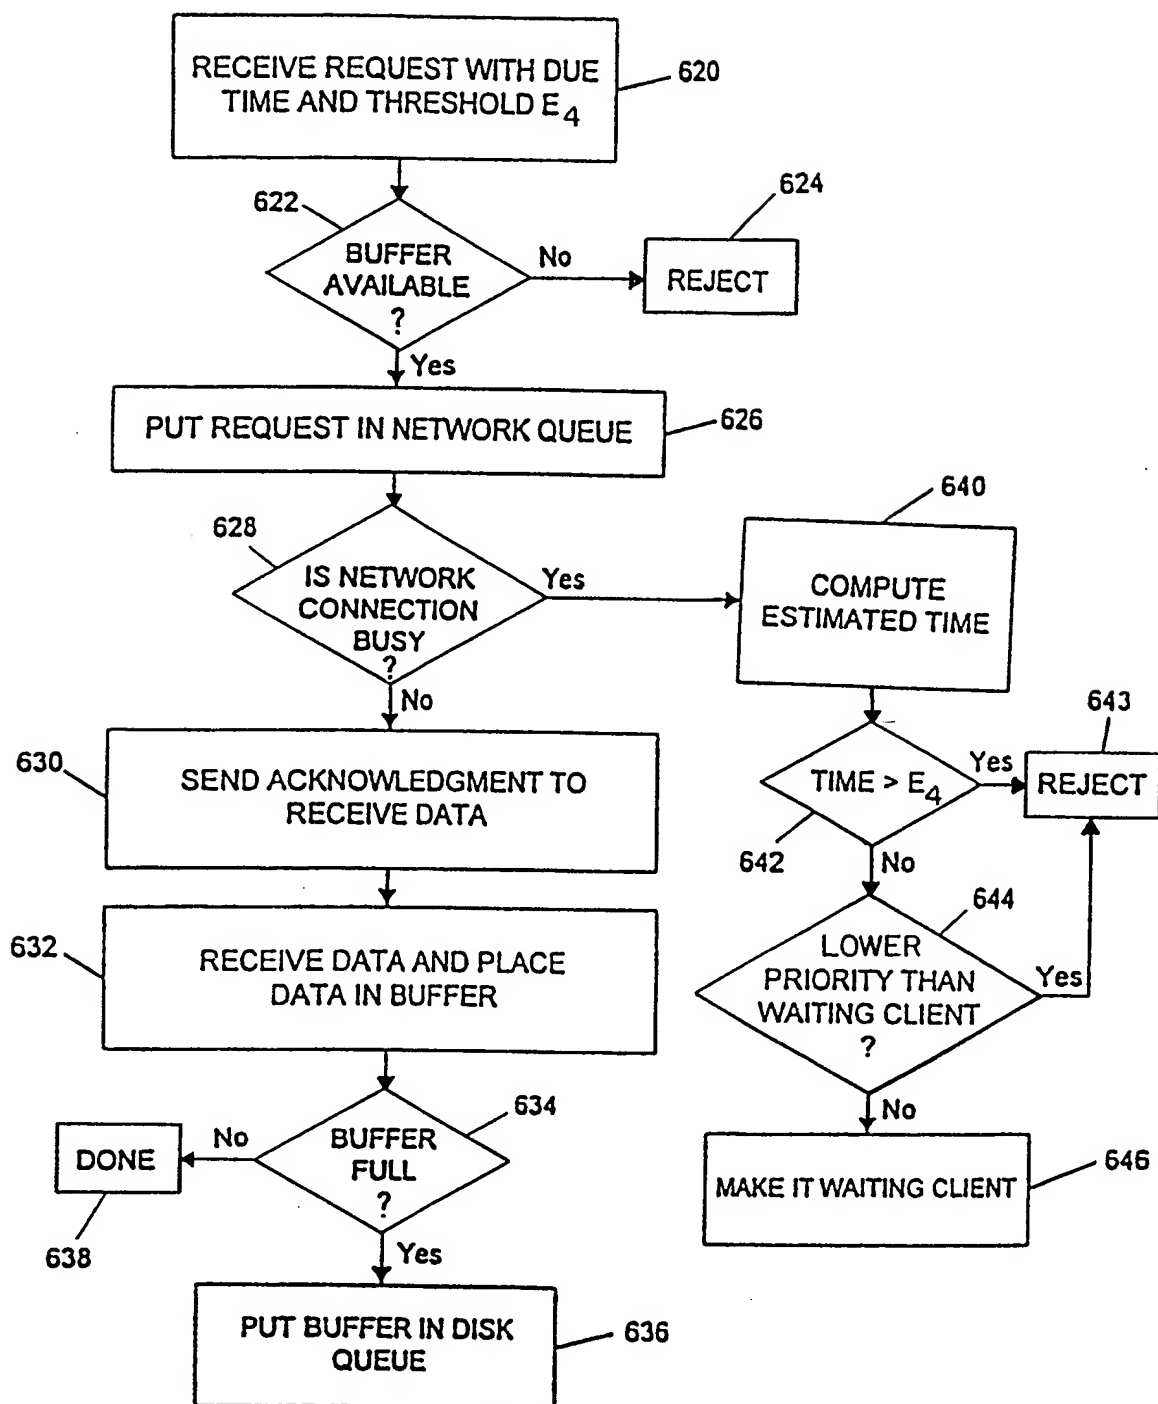 RECEIVE REQUEST WITH DUE
TIME AND THRESHOLD E4
620
622
BUFFER
AVAILABLE
?
No
624
REJECT
Yes
PUT REQUEST IN NETWORK QUEUE
626
628
IS NETWORK
CONNECTION
BUSY
?
Yes
640
COMPUTE
ESTIMATED TIME
No
630
SEND ACKNOWLEDGMENT TO
RECEIVE DATA
TIME > E4
642
Yes
643
REJECT
No
632
RECEIVE DATA AND PLACE
DATA IN BUFFER
644
LOWER
PRIORITY THAN
WAITING CLIENT
?
Yes
634
BUFFER
FULL
?
No
DONE
638
No
MAKE IT WAITING CLIENT
646
Yes
PUT BUFFER IN DISK
QUEUE
636